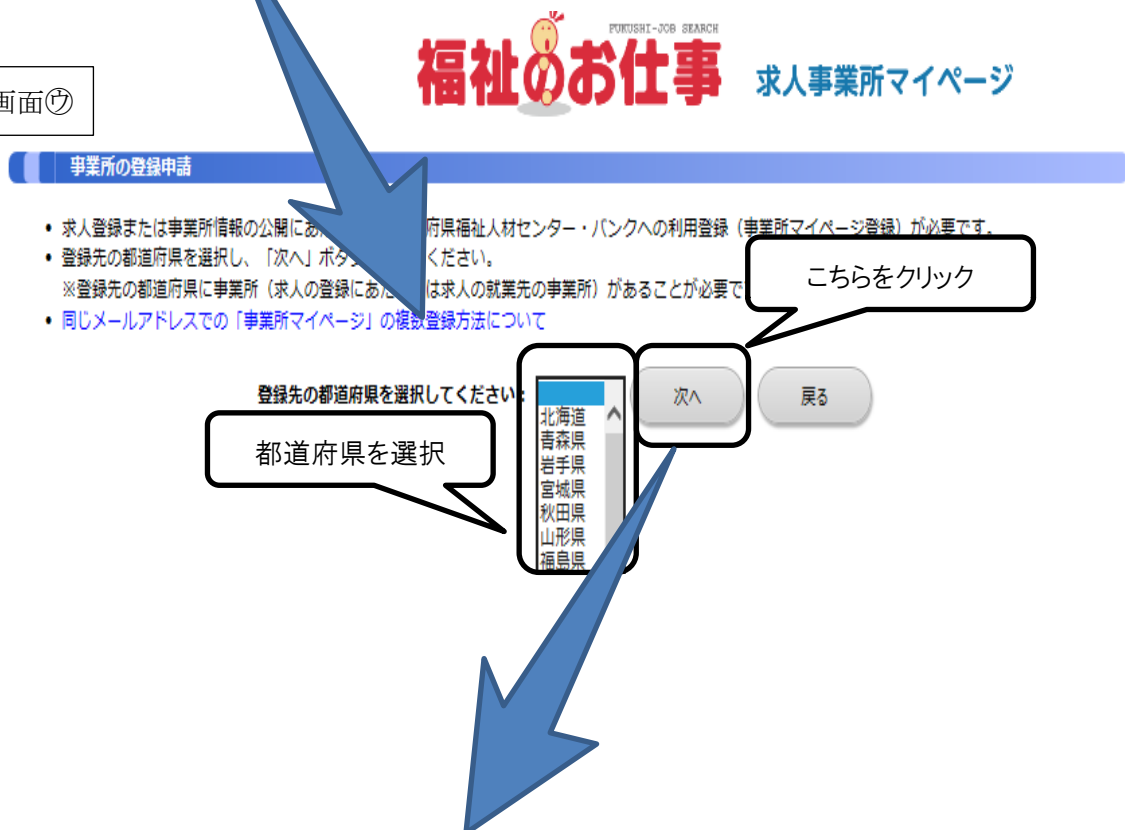 FUKUSHI-JOB SEARCH
福祉のお仕事 求人事業所マイページ
画面㋒
事業所の登録申請
• 求人登録または事業所情報の公開にあ 府県福祉人材センター・バンクへの利用登録（事業所マイページ登録）が必要です。
• 登録先の都道府県を選択し、「次へ」ボタ ください。
※登録先の都道府県に事業所（求人の登録にあた は求人の就業先の事業所）があることが必要で
• 同じメールアドレスでの「事業所マイページ」の複数登録方法について
こちらをクリック
登録先の都道府県を選択してください：
次へ
戻る
都道府県を選択
北海道
青森県
岩手県
宮城県
秋田県
山形県
福島県